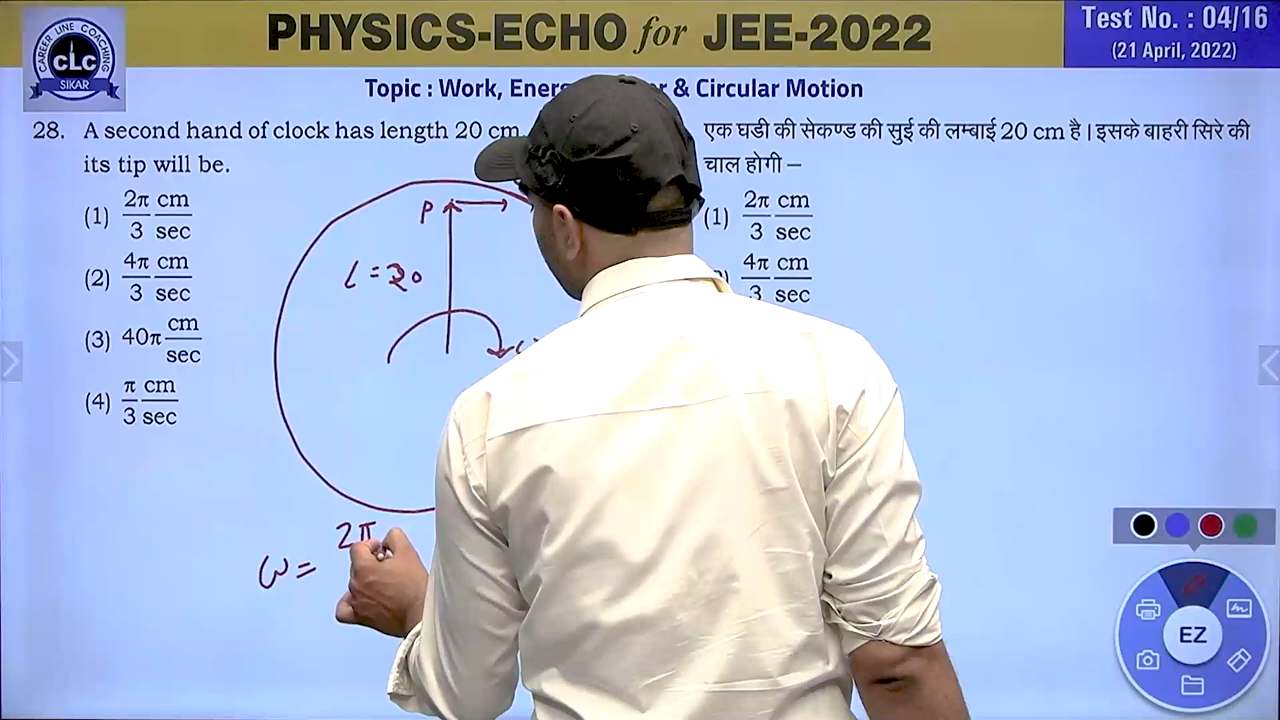 PHYSICS-ECHO for JEE-2022
Test No. : 04/16
(21 April, 2022)
CAREER LINE COACHING
CLC
SIKAR
Topic : Work, & Circular Motion
28. A second hand of clock has length 20 cm
its tip will be.
(1) 2π/3 cm/sec
(2) 4π/3 cm/sec
(3) 40π cm/sec
(4) π/3 cm/sec
एक घडी की सेकण्ड की सुई की लम्बाई 20 cm है। इसके बाहरी सिरे की
चाल होगी –
(1) 2π/3 cm/sec
4π/3 cm/sec
P
L = 20
ω = 2π
EZ